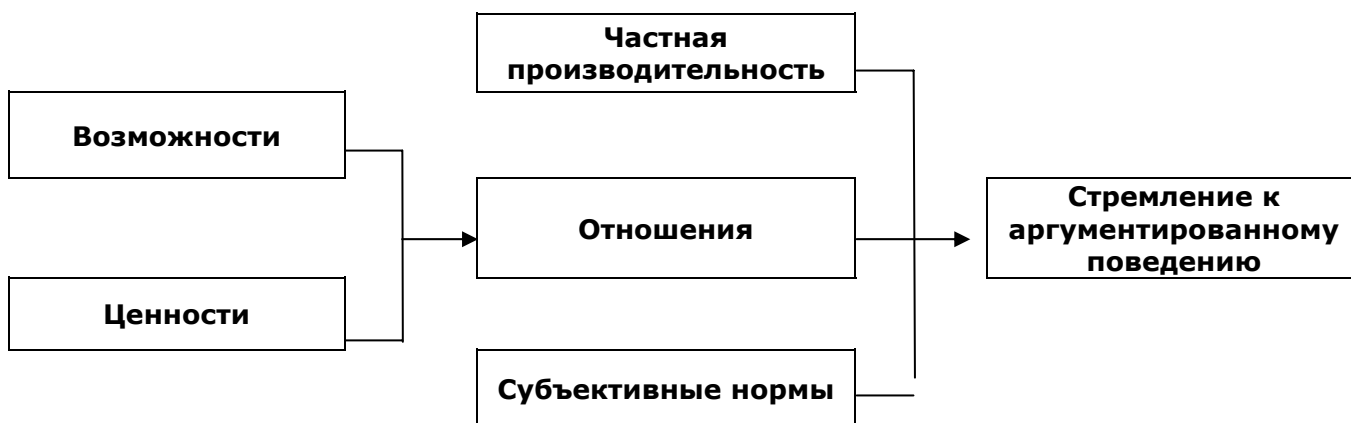 Частная
производительность
Возможности
Отношения
Стремление к
аргументированному
поведению
Ценности
Субъективные нормы